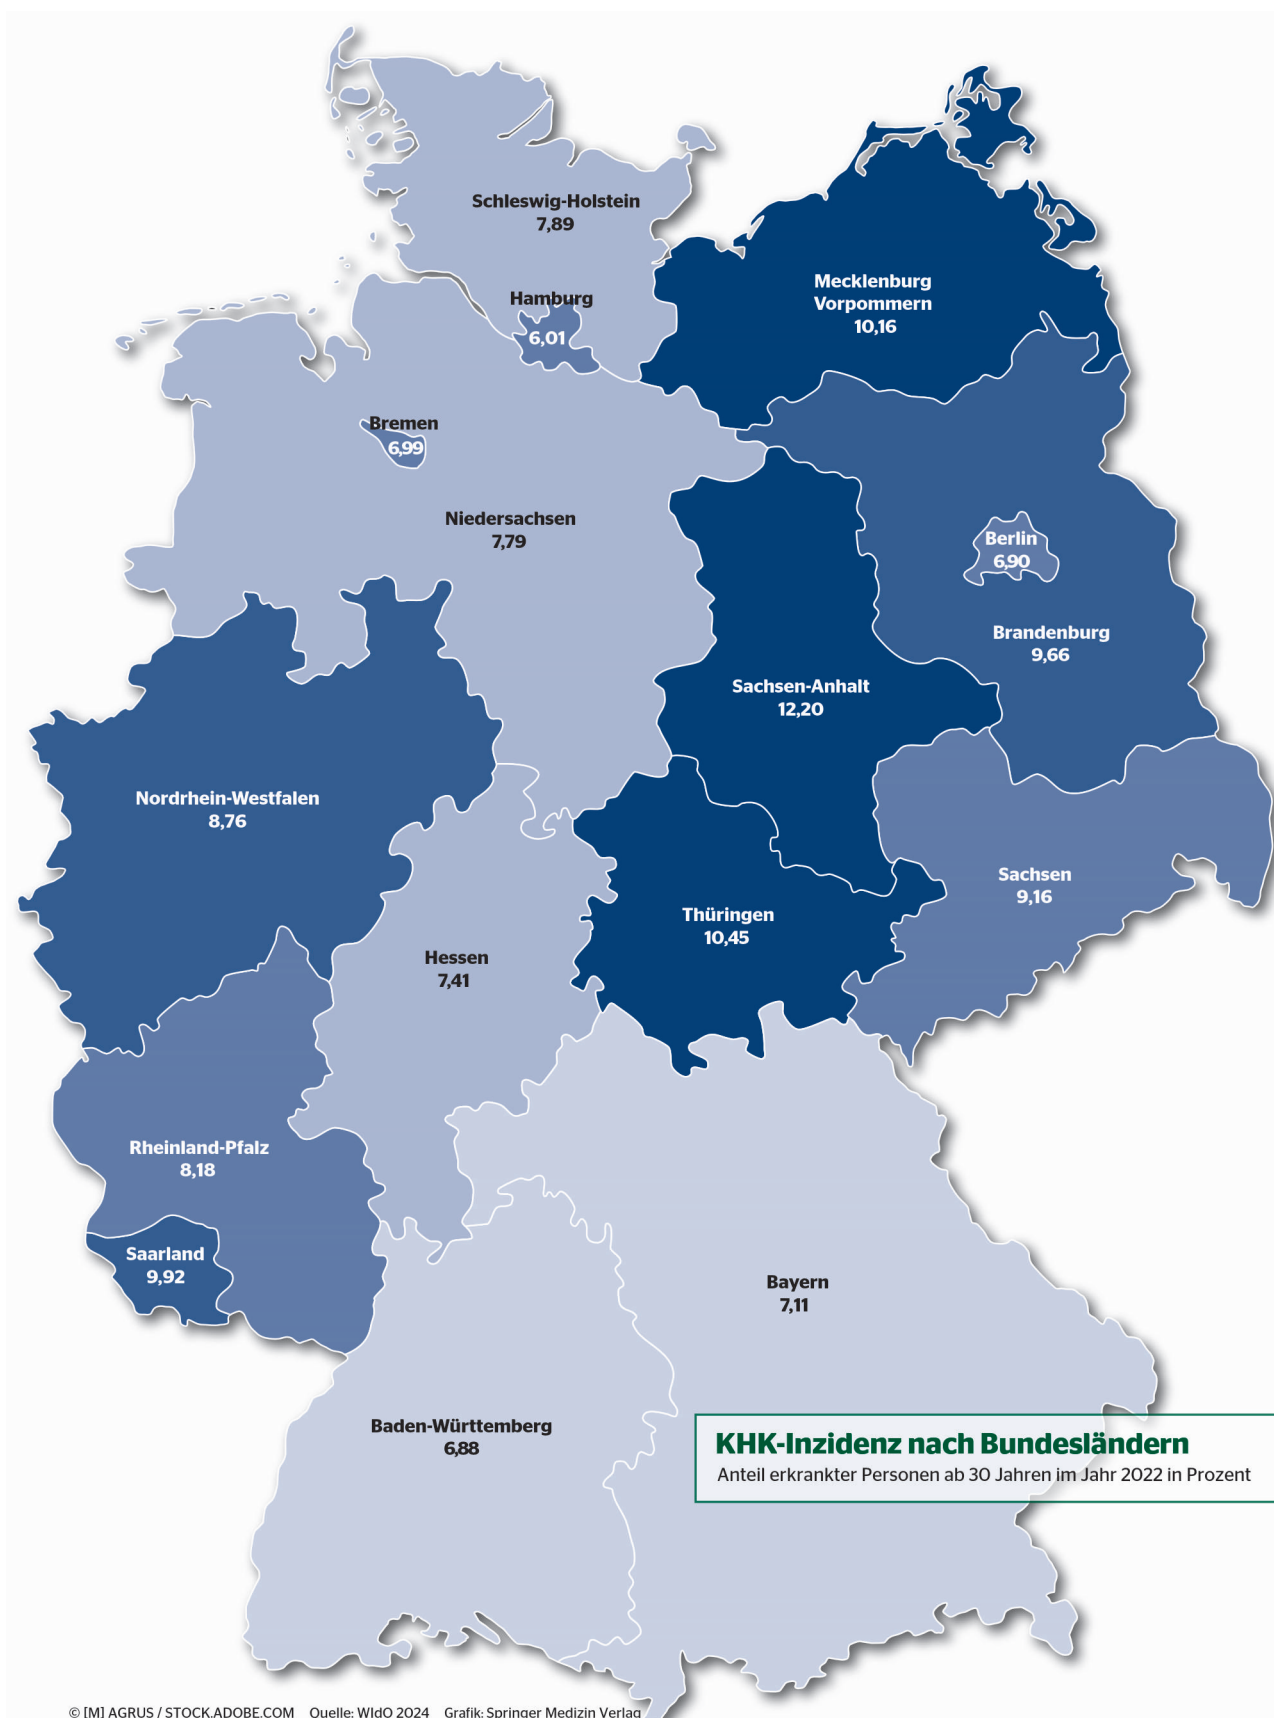 Schleswig-Holstein
7,89
Mecklenburg
Vorpommern
10,16
Hamburg
6,01
Bremen
6,99
Niedersachsen
7,79
Berlin
6,90
Brandenburg
9,66
Sachsen-Anhalt
12,20
Nordrhein-Westfalen
8,76
Sachsen
9,16
Thüringen
10,45
Hessen
7,41
Rheinland-Pfalz
8,18
Saarland
9,92
Bayern
7,11
Baden-Württemberg
6,88
KHK-Inzidenz nach Bundesländern
Anteil erkrankter Personen ab 30 Jahren im Jahr 2022 in Prozent
© [M] AGRUS / STOCK.ADOBE.COM Quelle: WIdO 2024 Grafik: Springer Medizin Verlag